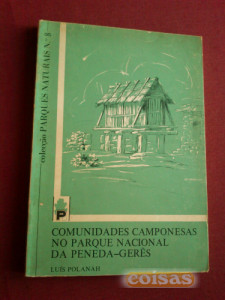 colecção PARQUES NATURAIS N.º 8
P
COMUNIDADES CAMPONESAS
NO PARQUE NACIONAL
DA PENEDA-GERÊS
LUÍS POLANAH
coisas